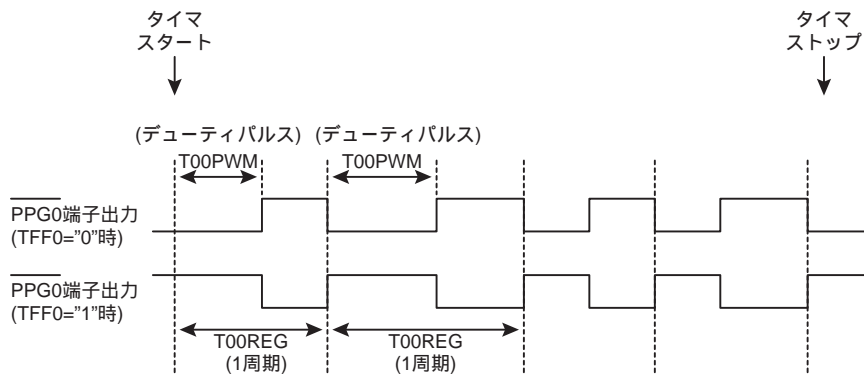 タイマ
スタート
タイマ
ストップ
(デューティパルス)
(デューティパルス)
T00PWM
T00PWM
PPG0端子出力
(TFF0="0"時)
PPG0端子出力
(TFF0="1"時)
T00REG
(1周期)
T00REG
(1周期)